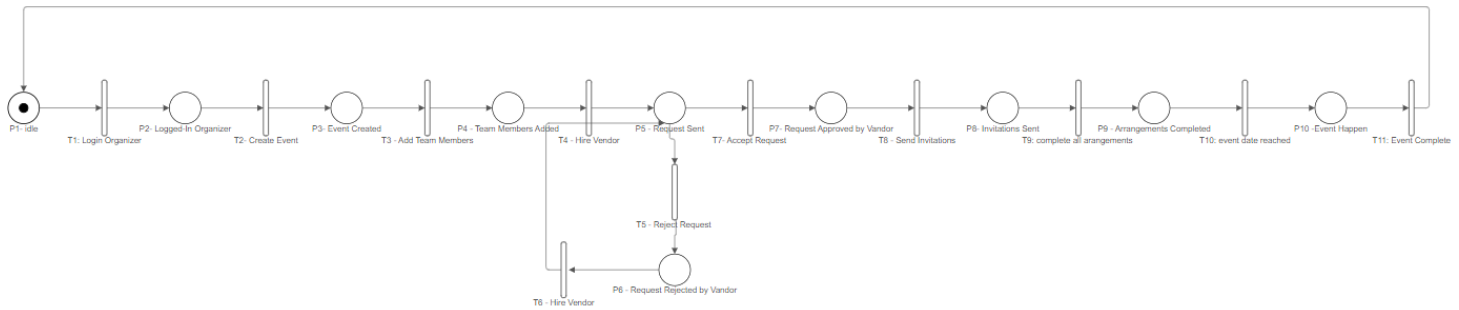 P1- idle
T1: Login Organizer
P2- Logged-In Organizer
T2- Create Event
P3- Event Created
T3 - Add Team Members
P4 - Team Members Added
T4 - Hire Vendor
P5 - Request Sent
T7- Accept Request
P7- Request Approved by Vandor
T8 - Send Invitations
P8- Invitations Sent
T9: complete all arangements
P9 - Arrangements Completed
T10: event date reached
P10 -Event Happen
T11: Event Complete
T5 - Reject Request
P6 - Request Rejected by Vandor
T6 - Hire Vendor